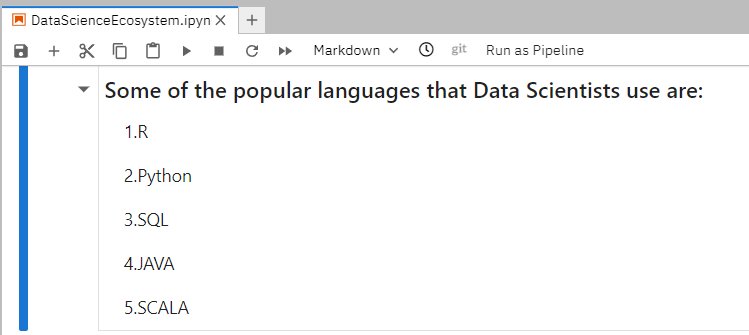 DataScienceEcosystem.ipyn
Markdown git Run as Pipeline
Some of the popular languages that Data Scientists use are:
1.R
2.Python
3.SQL
4.JAVA
5.SCALA